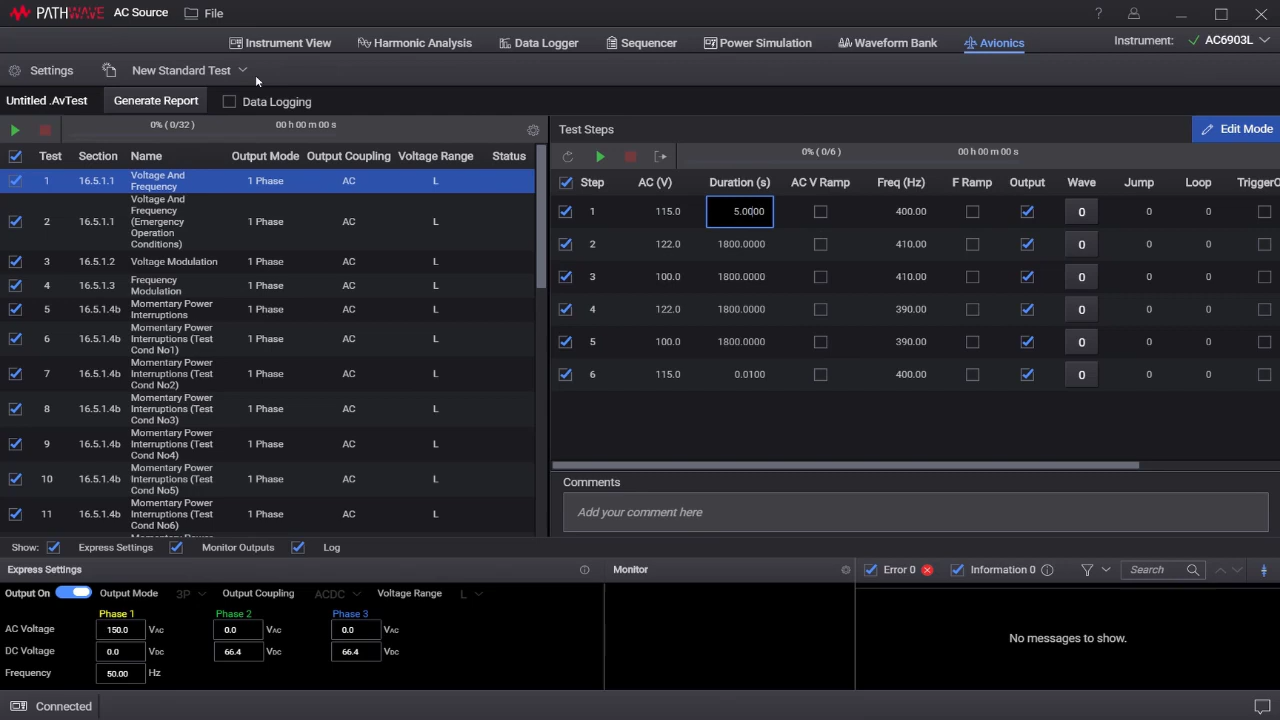 PATHWAVE AC Source File ?
Instrument View Harmonic Analysis Data Logger Sequencer Power Simulation Waveform Bank Avionics Instrument: AC6903L
Settings New Standard Test
Untitled .AvTest Generate Report Data Logging
0% ( 0/32 ) 00 h 00 m 00 s
Test Section Name Output Mode Output Coupling Voltage Range Status
1 16.5.1.1 Voltage And Frequency 1 Phase AC L
2 16.5.1.1 Voltage And Frequency (Emergency Operation Conditions) 1 Phase AC L
3 16.5.1.2 Voltage Modulation 1 Phase AC L
4 16.5.1.3 Frequency Modulation 1 Phase AC L
5 16.5.1.4b Momentary Power Interruptions 1 Phase AC L
6 16.5.1.4b Momentary Power Interruptions (Test Cond No1) 1 Phase AC L
7 16.5.1.4b Momentary Power Interruptions (Test Cond No2) 1 Phase AC L
8 16.5.1.4b Momentary Power Interruptions (Test Cond No3) 1 Phase AC L
9 16.5.1.4b Momentary Power Interruptions (Test Cond No4) 1 Phase AC L
10 16.5.1.4b Momentary Power Interruptions (Test Cond No5) 1 Phase AC L
11 16.5.1.4b Momentary Power Interruptions (Test Cond No6) 1 Phase AC L
Test Steps Edit Mode
0% ( 0/6 ) 00 h 00 m 00 s
Step AC (V) Duration (s) AC V Ramp Freq (Hz) F Ramp Output Wave Jump Loop TriggerO
1 115.0 5.0000 400.00 0 0 0
2 122.0 1800.0000 410.00 0 0 0
3 100.0 1800.0000 410.00 0 0 0
4 122.0 1800.0000 390.00 0 0 0
5 100.0 1800.0000 390.00 0 0 0
6 115.0 0.0100 400.00 0 0 0
Comments
Add your comment here
Show: Express Settings Monitor Outputs Log
Express Settings
Output On Output Mode 3P Output Coupling ACDC Voltage Range L
Phase 1 Phase 2 Phase 3
AC Voltage 150.0 VAC 0.0 VAC 0.0 VAC
DC Voltage 0.0 VDC 66.4 VDC 66.4 VDC
Frequency 50.00 Hz
Monitor
Error 0 Information 0 Search
No messages to show.
Connected